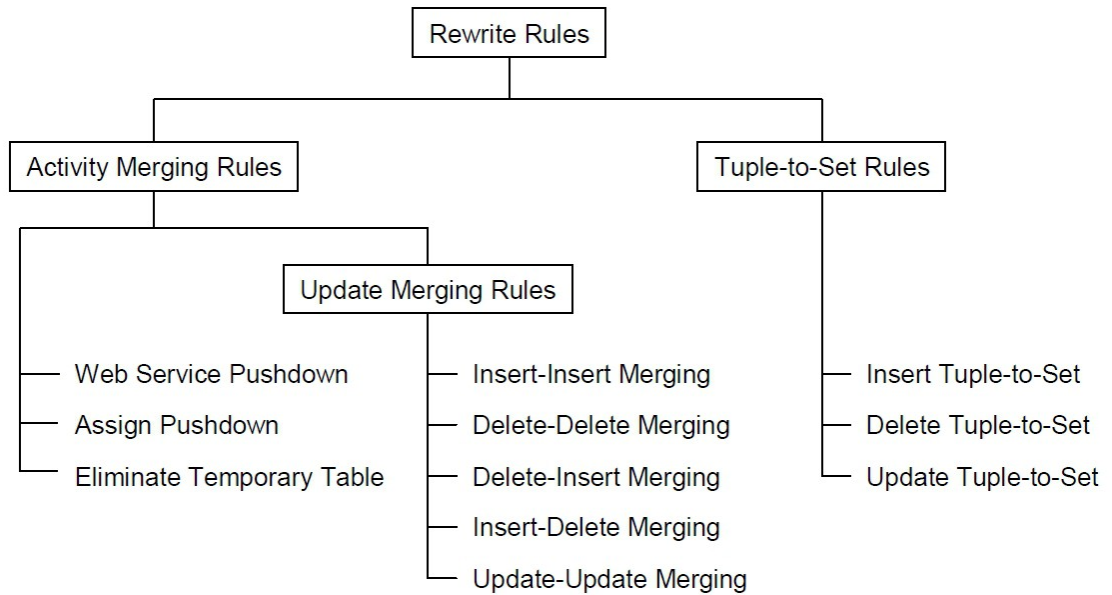 Rewrite Rules
Activity Merging Rules
Tuple-to-Set Rules
Update Merging Rules
Web Service Pushdown
Assign Pushdown
Eliminate Temporary Table
Insert-Insert Merging
Delete-Delete Merging
Delete-Insert Merging
Insert-Delete Merging
Update-Update Merging
Insert Tuple-to-Set
Delete Tuple-to-Set
Update Tuple-to-Set